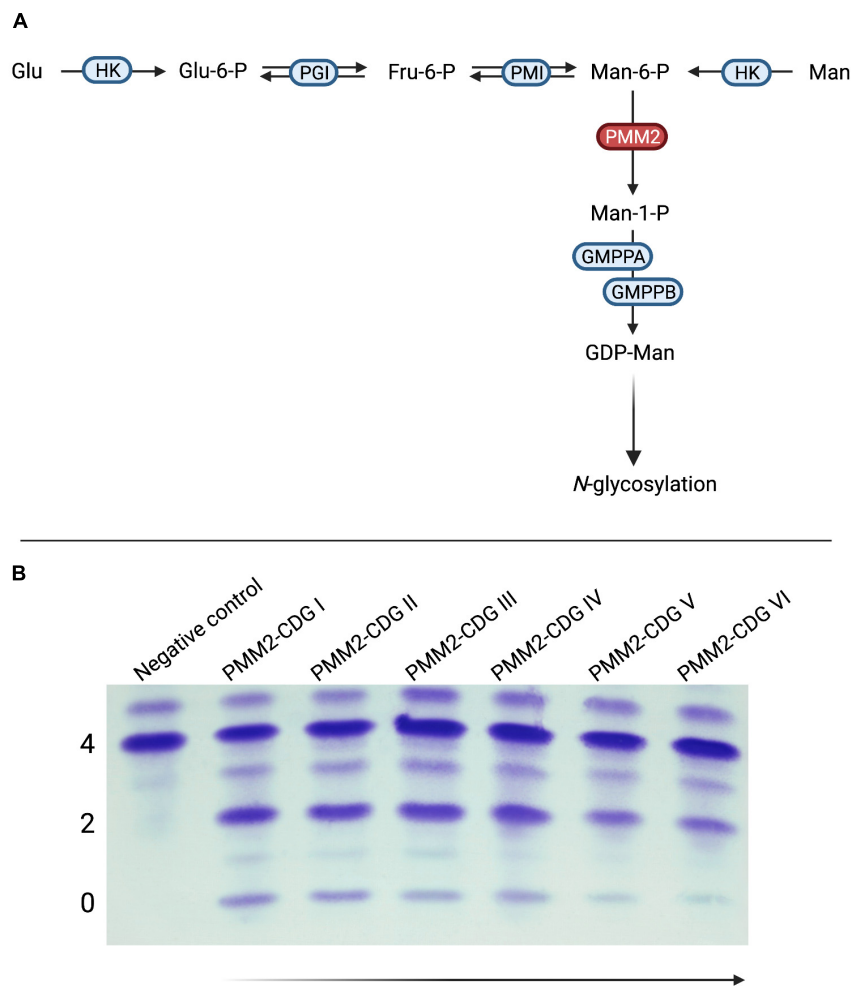 A
Glu HK Glu-6-P PGI Fru-6-P PMI Man-6-P HK Man
PMM2
Man-1-P
GMPPA
GMPPB
GDP-Man
N-glycosylation
B
Negative control PMM2-CDG I PMM2-CDG II PMM2-CDG III PMM2-CDG IV PMM2-CDG V PMM2-CDG VI
4
2
0